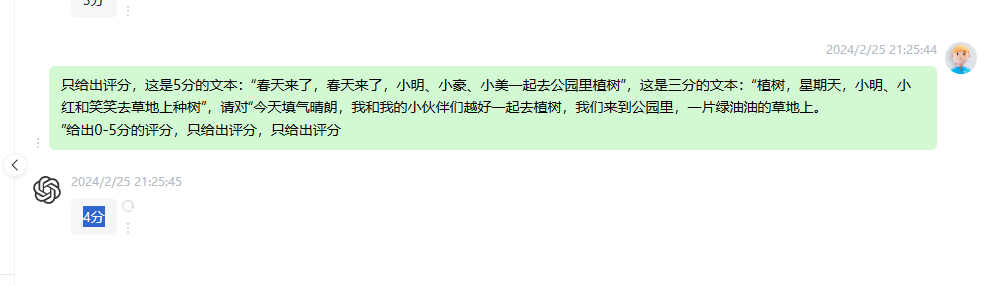 2024/2/25 21:25:44
只给出评分，这是5分的文本：“春天来了，春天来了，小明、小豪、小美一起去公园里植树”，这是三分的文本：“植树，星期天，小明、小
红和笑笑去草地上种树”，请对“今天填气晴朗，我和我的小伙伴们越好一起去植树，我们来到公园里，一片绿油油的草地上。
”给出0-5分的评分，只给出评分，只给出评分
2024/2/25 21:25:45
4分